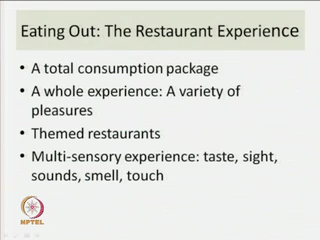 Eating Out: The Restaurant Experience
• A total consumption package
• A whole experience: A variety of
pleasures
• Themed restaurants
• Multi-sensory experience: taste, sight,
sounds, smell, touch
NPTEL